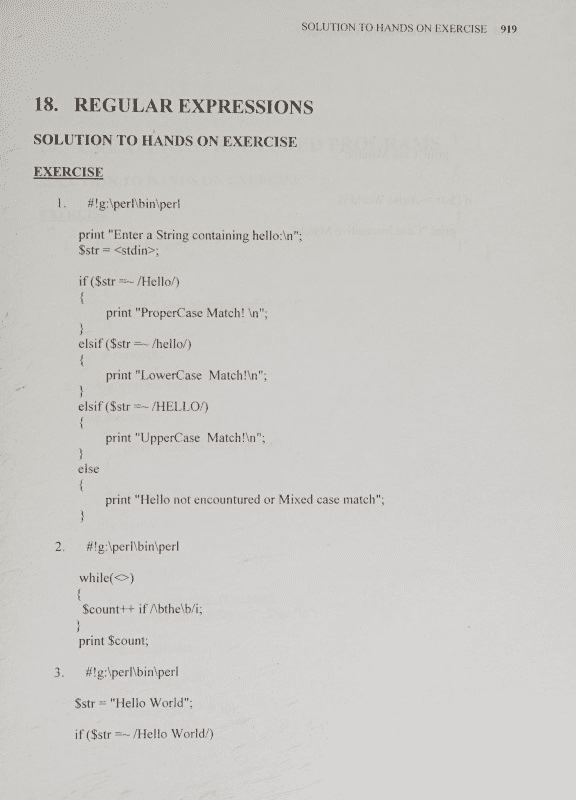 SOLUTION TO HANDS ON EXERCISE 919
18. REGULAR EXPRESSIONS
SOLUTION TO HANDS ON EXERCISE
EXERCISE
1. #!g:\perl\bin\perl
print "Enter a String containing hello:\n";
$str = <stdin>;
if ($str =~ /Hello/)
{
print "ProperCase Match! \n";
}
elsif ($str =~ /hello/)
{
print "LowerCase Match!\n";
}
elsif ($str =~ /HELLO/)
{
print "UpperCase Match!\n";
}
else
{
print "Hello not encountured or Mixed case match";
}
2. #!g:\perl\bin\perl
while(<>)
{
$count++ if /\bthe\b/i;
}
print $count;
3. #!g:\perl\bin\perl
$str = "Hello World";
if ($str =~ /Hello World/)